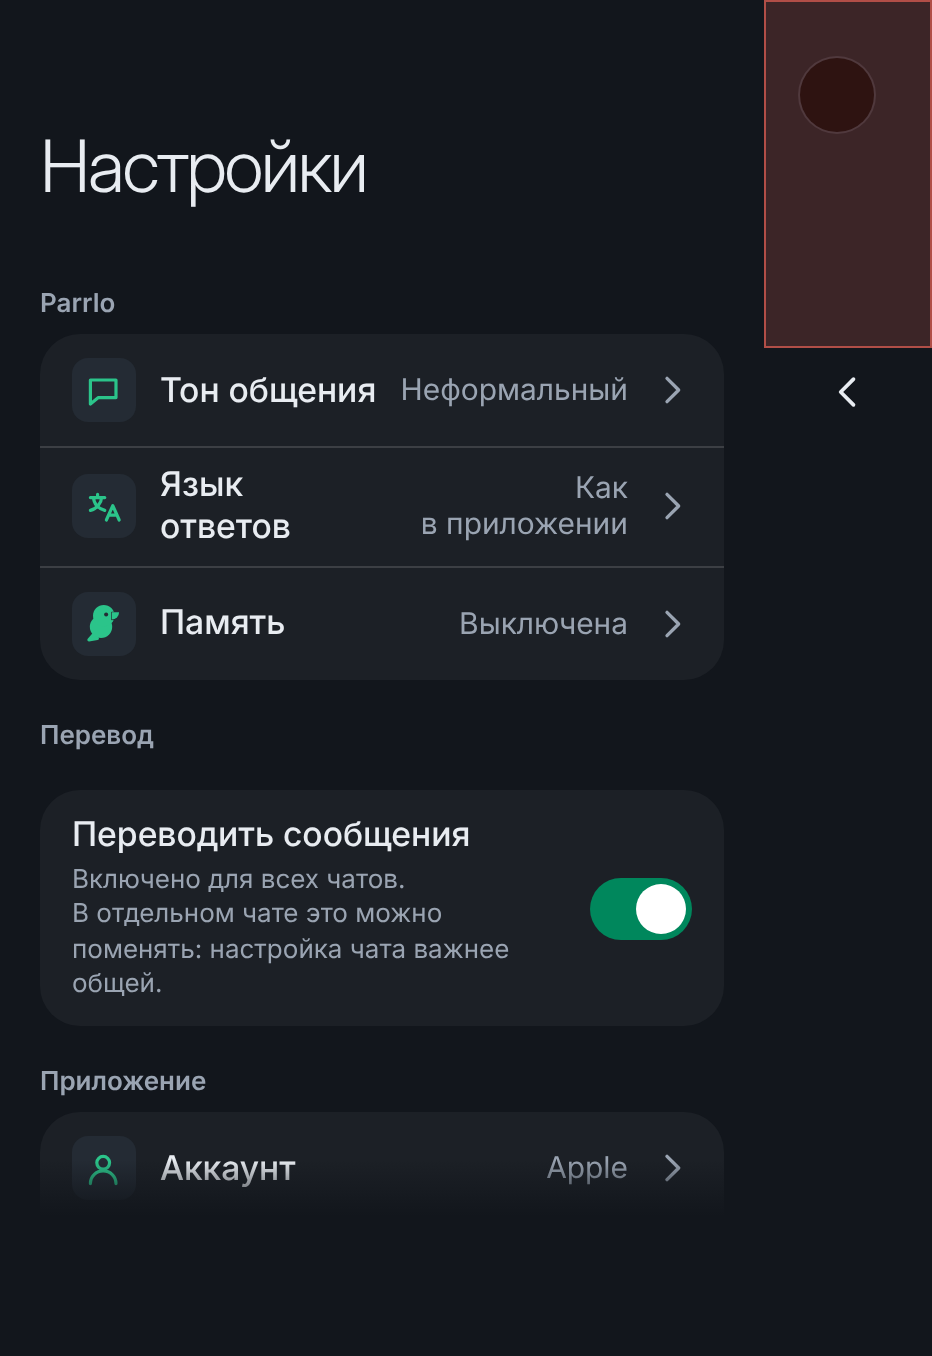 Настройки
Parrlo
Тон общения Неформальный
Язык
ответов
Как
в приложении
Память Выключена
Перевод
Переводить сообщения
Включено для всех чатов.
В отдельном чате это можно
поменять: настройка чата важнее
общей.
Приложение
Аккаунт Apple